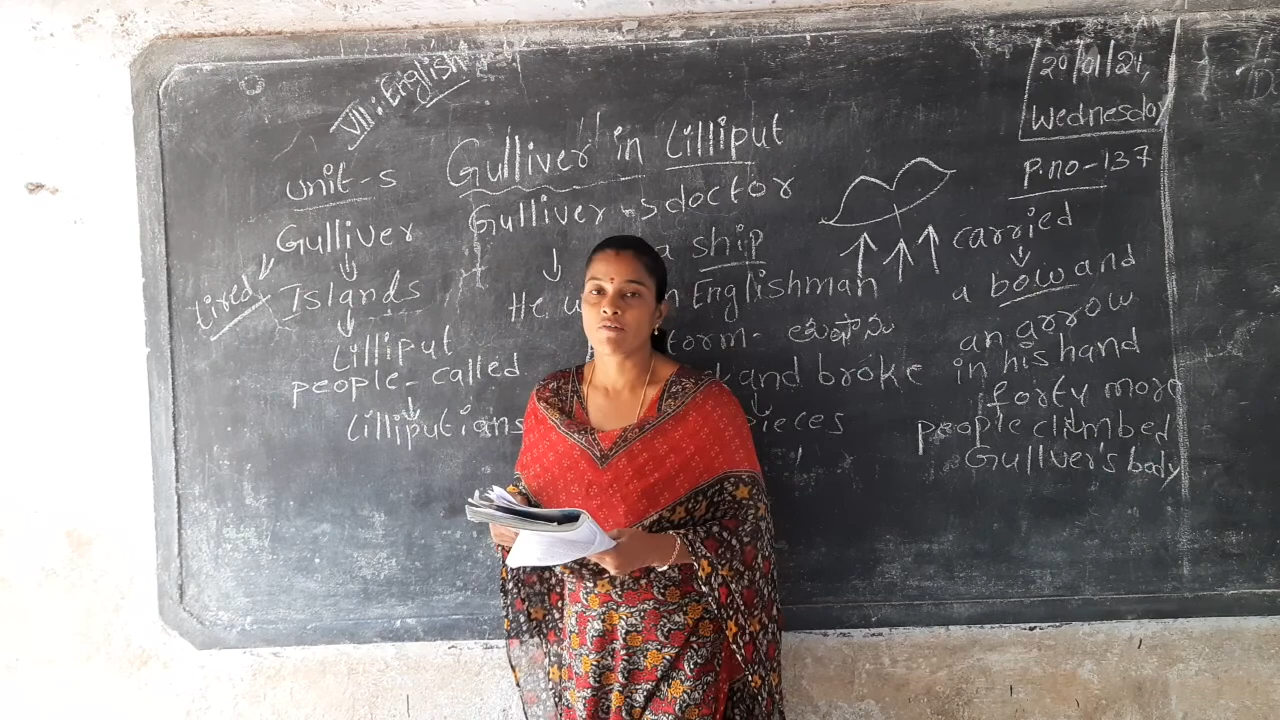 VII: English
20/01/21,
Wednesday
unit-5
Gulliver in Lilliput
P.no-137
Gulliver
tired
Islands
Lilliput
people-called
Lilliputians
Gulliver -s doctor
a ship
He Englishman
తుఫాను
and broke
pieces
carried
a bow and
an arrow
in his hand
forty more
people climbed
Gulliver's body